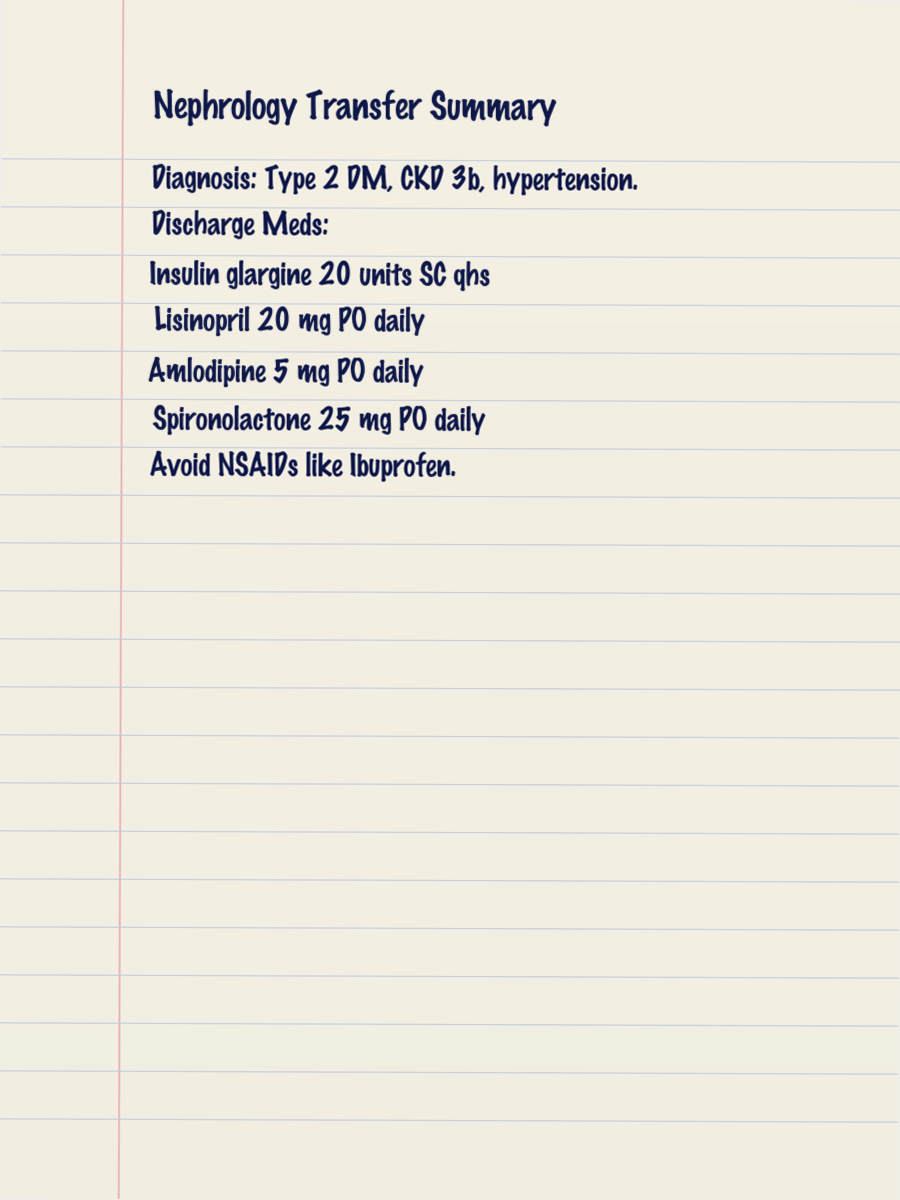 Nephrology Transfer Summary
Diagnosis: Type 2 DM, CKD 3b, hypertension.
Discharge Meds:
Insulin glargine 20 units SC qhs
Lisinopril 20 mg PO daily
Amlodipine 5 mg PO daily
Spironolactone 25 mg PO daily
Avoid NSAIDs like Ibuprofen.